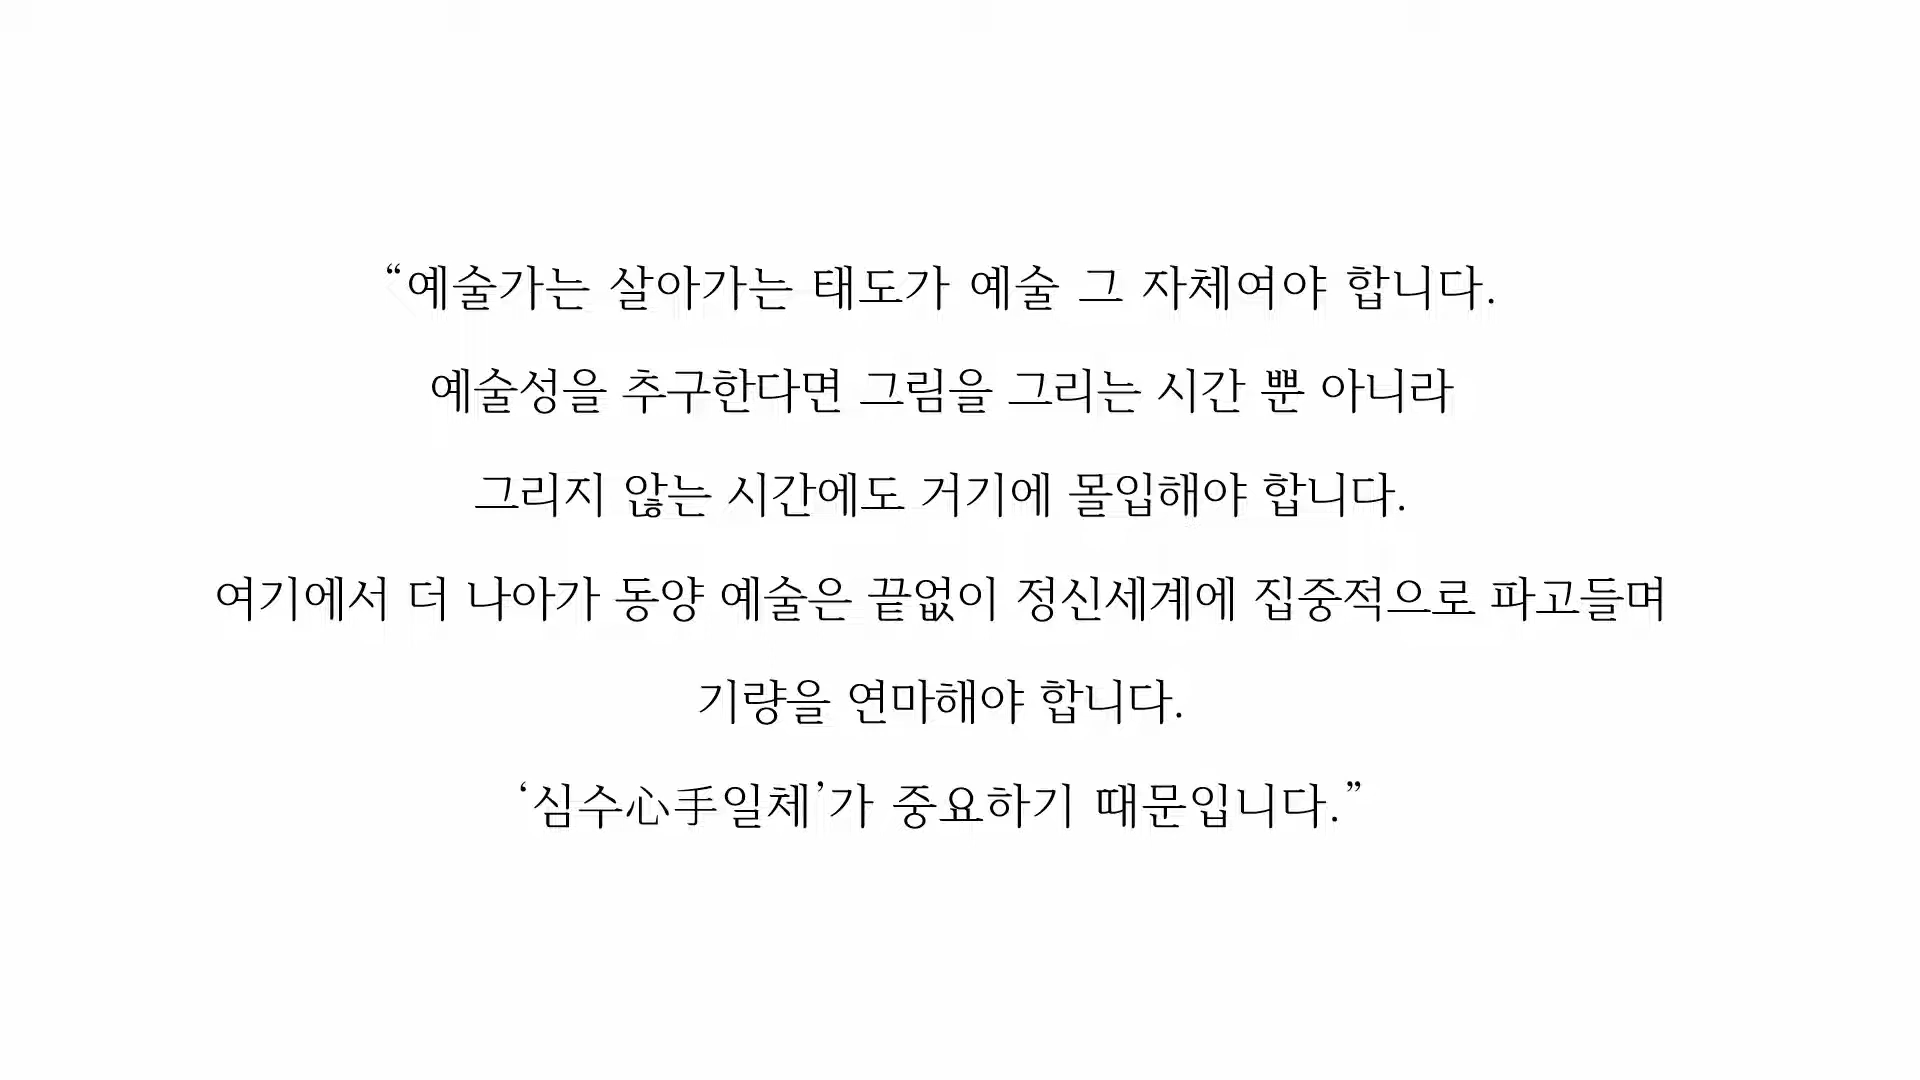 “예술가는 살아가는 태도가 예술 그 자체여야 합니다.
예술성을 추구한다면 그림을 그리는 시간 뿐 아니라
그리지 않는 시간에도 거기에 몰입해야 합니다.
여기에서 더 나아가 동양 예술은 끝없이 정신세계에 집중적으로 파고들며
기량을 연마해야 합니다.
‘심수心手일체’가 중요하기 때문입니다.”